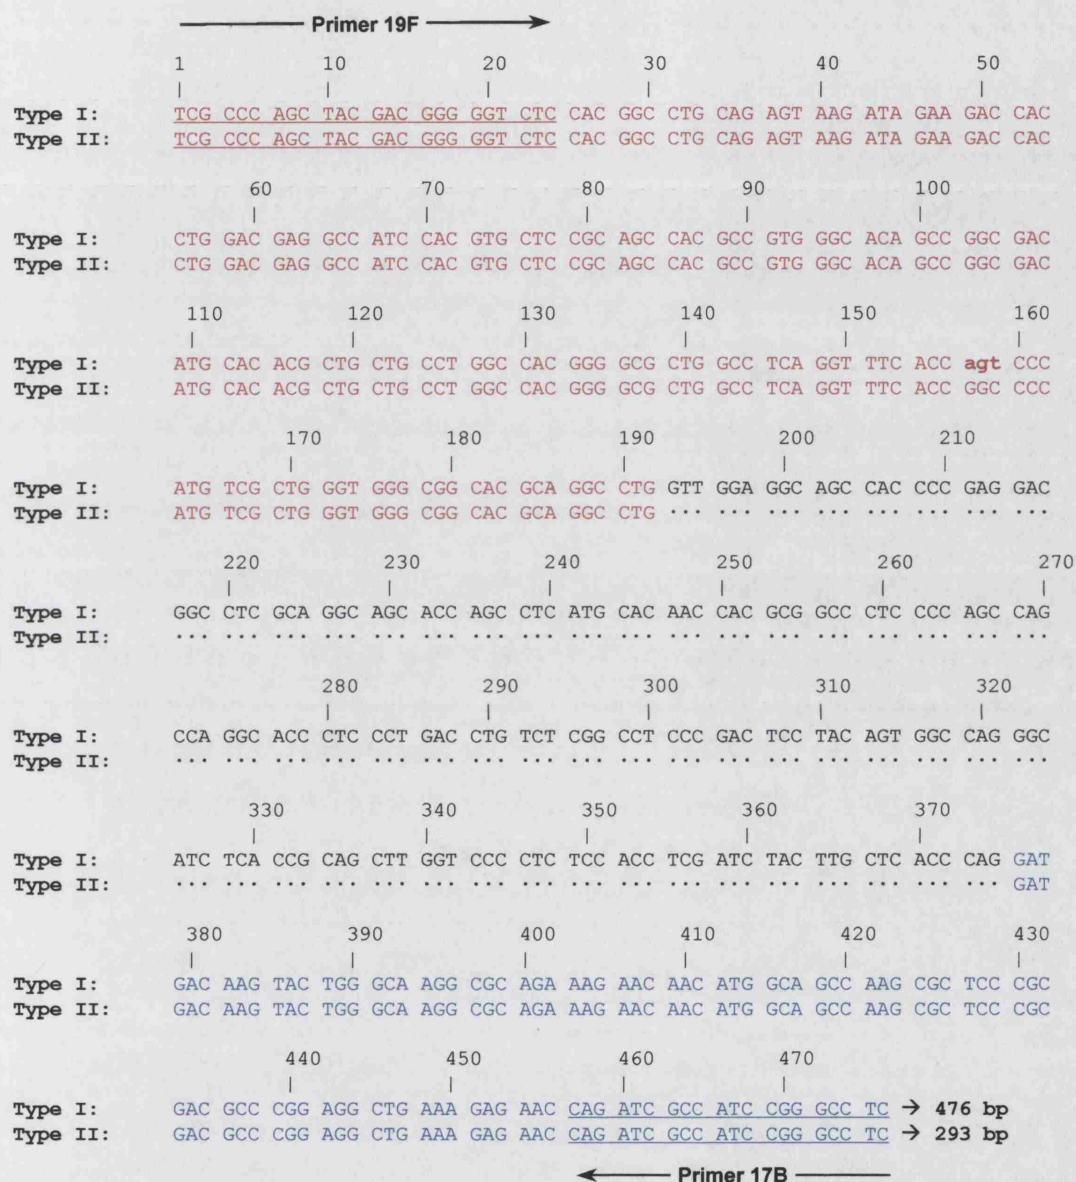 Primer 19F
1 10 20 30 40 50
Type I: TCG CCC AGC TAC GAC GGG GGT CTC CAC GGC CTG CAG AGT AAG ATA GAA GAC CAC
Type II: TCG CCC AGC TAC GAC GGG GGT CTC CAC GGC CTG CAG AGT AAG ATA GAA GAC CAC
60 70 80 90 100
Type I: CTG GAC GAG GCC ATC CAC GTG CTC CGC AGC CAC GCC GTG GGC ACA GCC GGC GAC
Type II: CTG GAC GAG GCC ATC CAC GTG CTC CGC AGC CAC GCC GTG GGC ACA GCC GGC GAC
110 120 130 140 150 160
Type I: ATG CAC ACG CTG CTG CCT GGC CAC GGG GCG CTG GCC TCA GGT TTC ACC agt CCC
Type II: ATG CAC ACG CTG CTG CCT GGC CAC GGG GCG CTG GCC TCA GGT TTC ACC GGC CCC
170 180 190 200 210
Type I: ATG TCG CTG GGT GGG CGG CAC GCA GGC CTG GTT GGA GGC AGC CAC CCC GAG GAC
Type II: ATG TCG CTG GGT GGG CGG CAC GCA GGC CTG ··· ··· ··· ··· ··· ··· ··· ···
220 230 240 250 260 270
Type I: GGC CTC GCA GGC AGC ACC AGC CTC ATG CAC AAC CAC GCG GCC CTC CCC AGC CAG
Type II: ··· ··· ··· ··· ··· ··· ··· ··· ··· ··· ··· ··· ··· ··· ··· ··· ··· ···
280 290 300 310 320
Type I: CCA GGC ACC CTC CCT GAC CTG TCT CGG CCT CCC GAC TCC TAC AGT GGC CAG GGC
Type II: ··· ··· ··· ··· ··· ··· ··· ··· ··· ··· ··· ··· ··· ··· ··· ··· ··· ···
330 340 350 360 370
Type I: ATC TCA CCG CAG CTT GGT CCC CTC TCC ACC TCG ATC TAC TTG CTC ACC CAG GAT
Type II: ··· ··· ··· ··· ··· ··· ··· ··· ··· ··· ··· ··· ··· ··· ··· ··· ··· GAT
380 390 400 410 420 430
Type I: GAC AAG TAC TGG GCA AGG CGC AGA AAG AAC AAC ATG GCA GCC AAG CGC TCC CGC
Type II: GAC AAG TAC TGG GCA AGG CGC AGA AAG AAC AAC ATG GCA GCC AAG CGC TCC CGC
440 450 460 470
Type I: GAC GCC CGG AGG CTG AAA GAG AAC CAG ATC GCC ATC CGG GCC TC → 476 bp
Type II: GAC GCC CGG AGG CTG AAA GAG AAC CAG ATC GCC ATC CGG GCC TC → 293 bp
Primer 17B